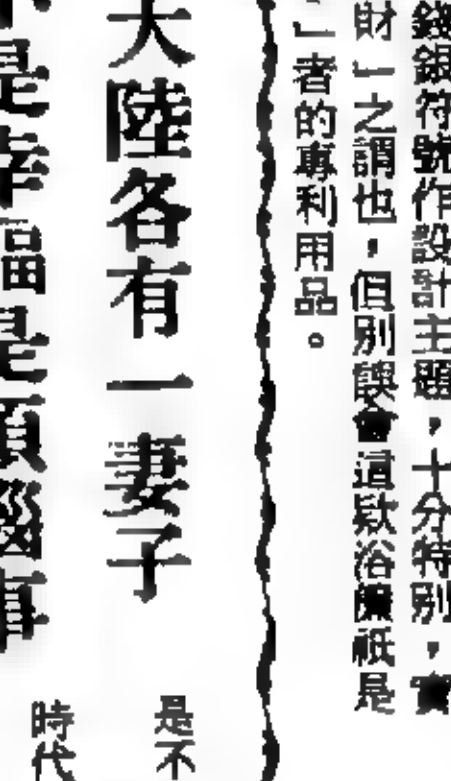 錢銀符號作設計主題，十分特別，實
財」之謂也，但別誤會這款浴簾祇是
」者的專利用品。
大陸各有一妻子
是幸福是煩惱事
是不
時代